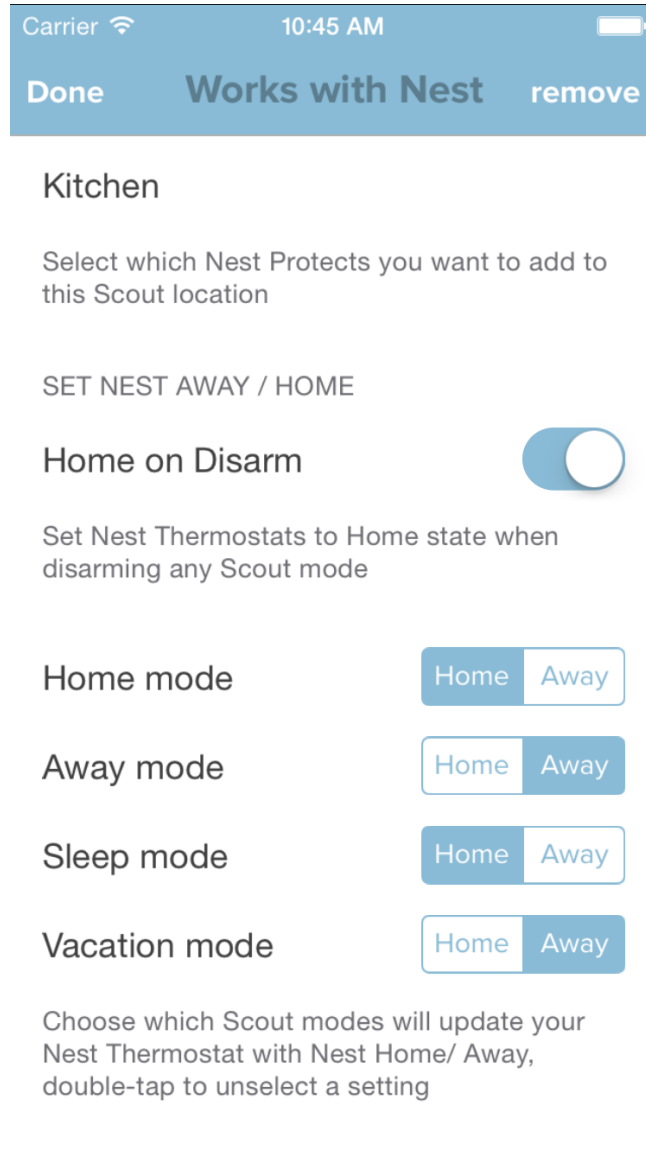 Carrier 10:45 AM
Done Works with Nest remove
Kitchen
Select which Nest Protects you want to add to
this Scout location
SET NEST AWAY / HOME
Home on Disarm
Set Nest Thermostats to Home state when
disarming any Scout mode
Home mode Home Away
Away mode Home Away
Sleep mode Home Away
Vacation mode Home Away
Choose which Scout modes will update your
Nest Thermostat with Nest Home/ Away,
double-tap to unselect a setting